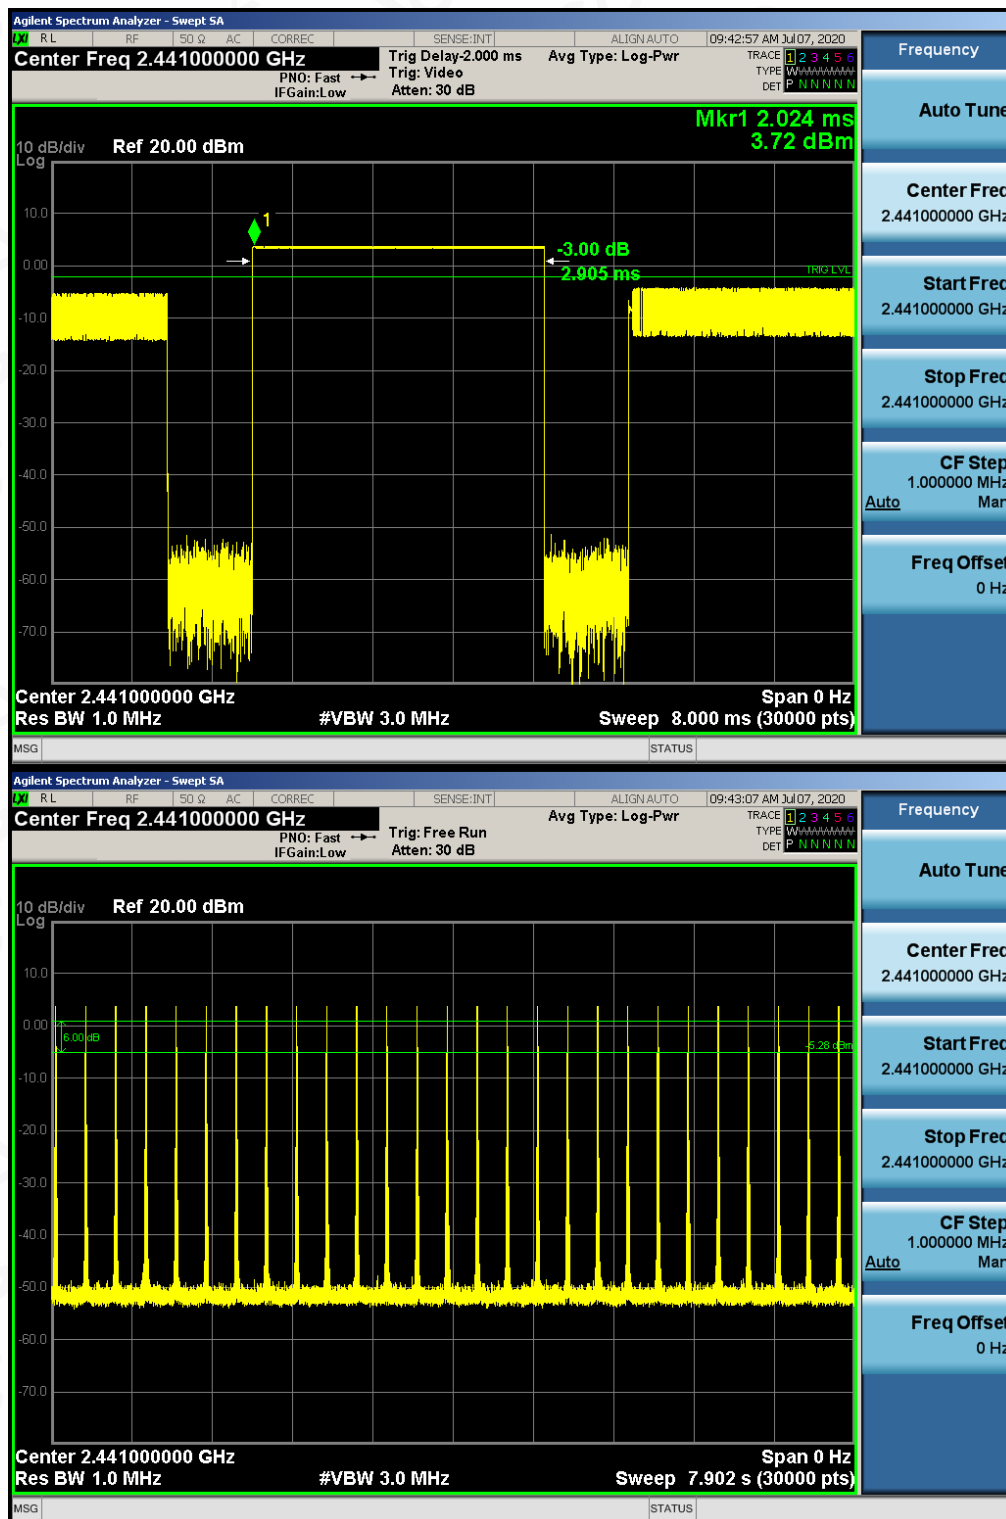 Agilent Spectrum Analyzer - Swept SA
LXI RL RF 50 Ω AC CORREC SENSE:INT ALIGN AUTO 09:42:57 AM Jul 07, 2020
Center Freq 2.441000000 GHz
Trig Delay-2.000 ms
Avg Type: Log-Pwr
TRACE 1 2 3 4 5 6
PNO: Fast
Trig: Video
TYPE W
IFGain:Low
Atten: 30 dB
DET P N N N N N
Frequency
Mkr1 2.024 ms
3.72 dBm
10 dB/div
Log
Ref 20.00 dBm
10.0
1
-3.00 dB
0.00
2.905 ms
TRIG LVL
-10.0
-20.0
-30.0
-40.0
-50.0
-60.0
-70.0
Center 2.441000000 GHz
Span 0 Hz
Res BW 1.0 MHz
#VBW 3.0 MHz
Sweep 8.000 ms (30000 pts)
MSG
STATUS
Auto Tune
Center Freq
2.441000000 GHz
Start Freq
2.441000000 GHz
Stop Freq
2.441000000 GHz
CF Step
1.000000 MHz
Auto Man
Freq Offset
0 Hz
Agilent Spectrum Analyzer - Swept SA
LXI RL RF 50 Ω AC CORREC SENSE:INT ALIGN AUTO 09:43:07 AM Jul 07, 2020
Center Freq 2.441000000 GHz
Avg Type: Log-Pwr
TRACE 1 2 3 4 5 6
PNO: Fast
Trig: Free Run
TYPE W
IFGain:Low
Atten: 30 dB
DET P N N N N N
Frequency
10 dB/div
Log
Ref 20.00 dBm
10.0
0.00
6.00 dB
-5.28 dBm
-10.0
-20.0
-30.0
-40.0
-50.0
-60.0
-70.0
Center 2.441000000 GHz
Span 0 Hz
Res BW 1.0 MHz
#VBW 3.0 MHz
Sweep 7.902 s (30000 pts)
MSG
STATUS
Auto Tune
Center Freq
2.441000000 GHz
Start Freq
2.441000000 GHz
Stop Freq
2.441000000 GHz
CF Step
1.000000 MHz
Auto Man
Freq Offset
0 Hz